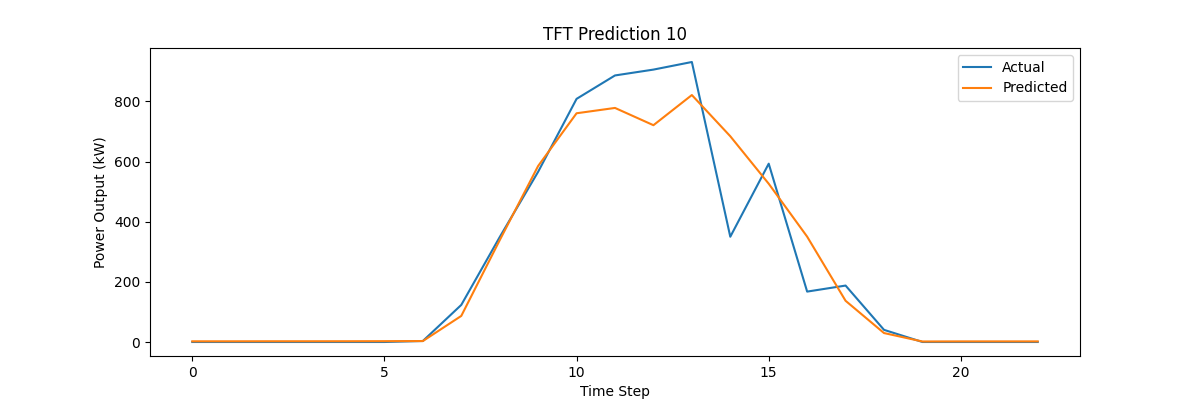 TFT Prediction 10
Actual
Predicted
Power Output (kW)
800
600
400
200
0
0 5 10 15 20
Time Step